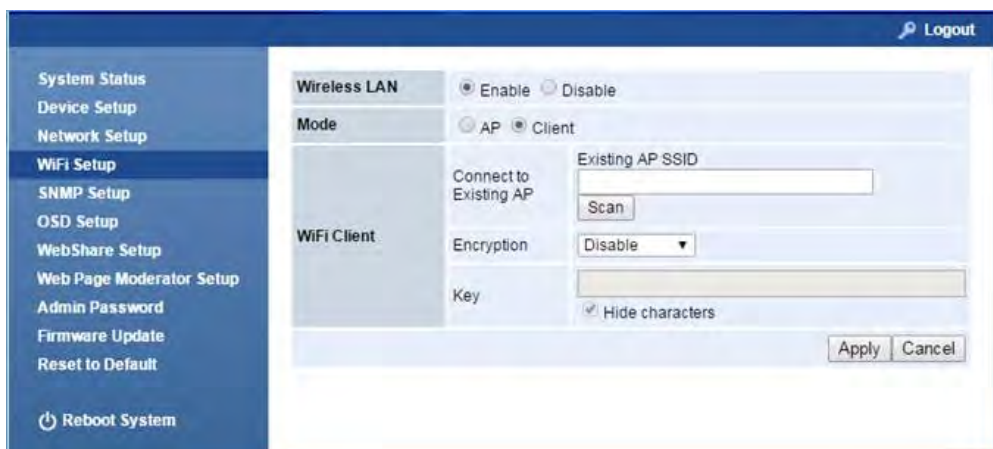 Logout
System Status
Device Setup
Network Setup
WiFi Setup
SNMP Setup
OSD Setup
WebShare Setup
Web Page Moderator Setup
Admin Password
Firmware Update
Reset to Default
Reboot System
Wireless LAN Enable Disable
Mode AP Client
WiFi Client
Connect to
Existing AP
Existing AP SSID
Scan
Encryption Disable
Key
Hide characters
Apply Cancel